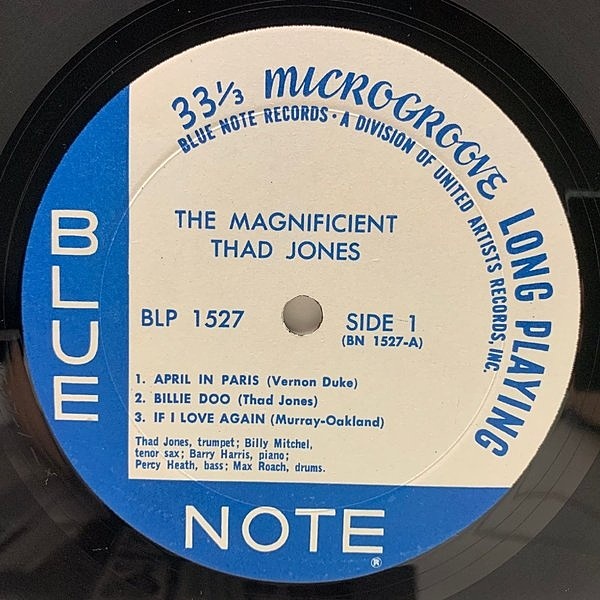 33⅓ MICROGROOVE LONG PLAYING
BLUE NOTE RECORDS • A DIVISION OF UNITED ARTISTS RECORDS, INC.
THE MAGNIFICIENT
THAD JONES
BLP 1527
SIDE 1
(BN 1527-A)
1. APRIL IN PARIS (Vernon Duke)
2. BILLIE DOO (Thad Jones)
3. IF I LOVE AGAIN (Murray-Oakland)
Thad Jones, trumpet; Billy Mitchel,
tenor sax; Barry Harris, piano;
Percy Heath, bass; Max Roach, drums.
BLUE
NOTE®